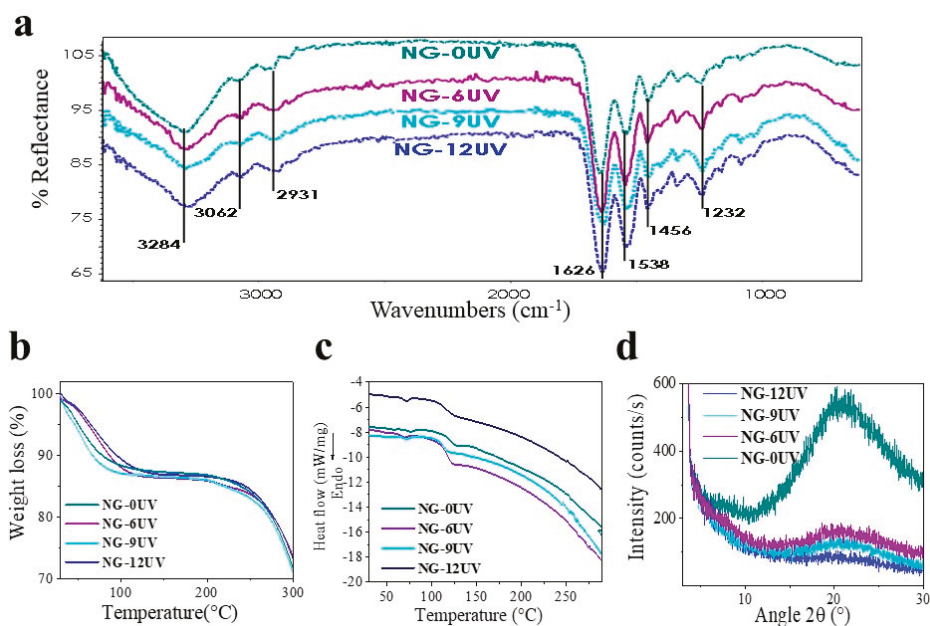 a
% Reflectance
105
95
85
75
65
NG-0UV
NG-6UV
NG-9UV
NG-12UV
3284
3062
2931
1626
1538
1456
1232
3000
2000
1000
Wavenumbers (cm-1)
b
Weight loss (%)
100
90
80
70
NG-0UV
NG-6UV
NG-9UV
NG-12UV
100
200
300
Temperature(°C)
c
Heat flow (mW/mg)
Endo
-4
-6
-8
-10
-12
-14
-16
-18
-20
NG-0UV
NG-6UV
NG-9UV
NG-12UV
50
100
150
200
250
Temperature (°C)
d
Intensity (counts/s)
600
400
200
NG-12UV
NG-9UV
NG-6UV
NG-0UV
10
20
30
Angle 2θ (°)